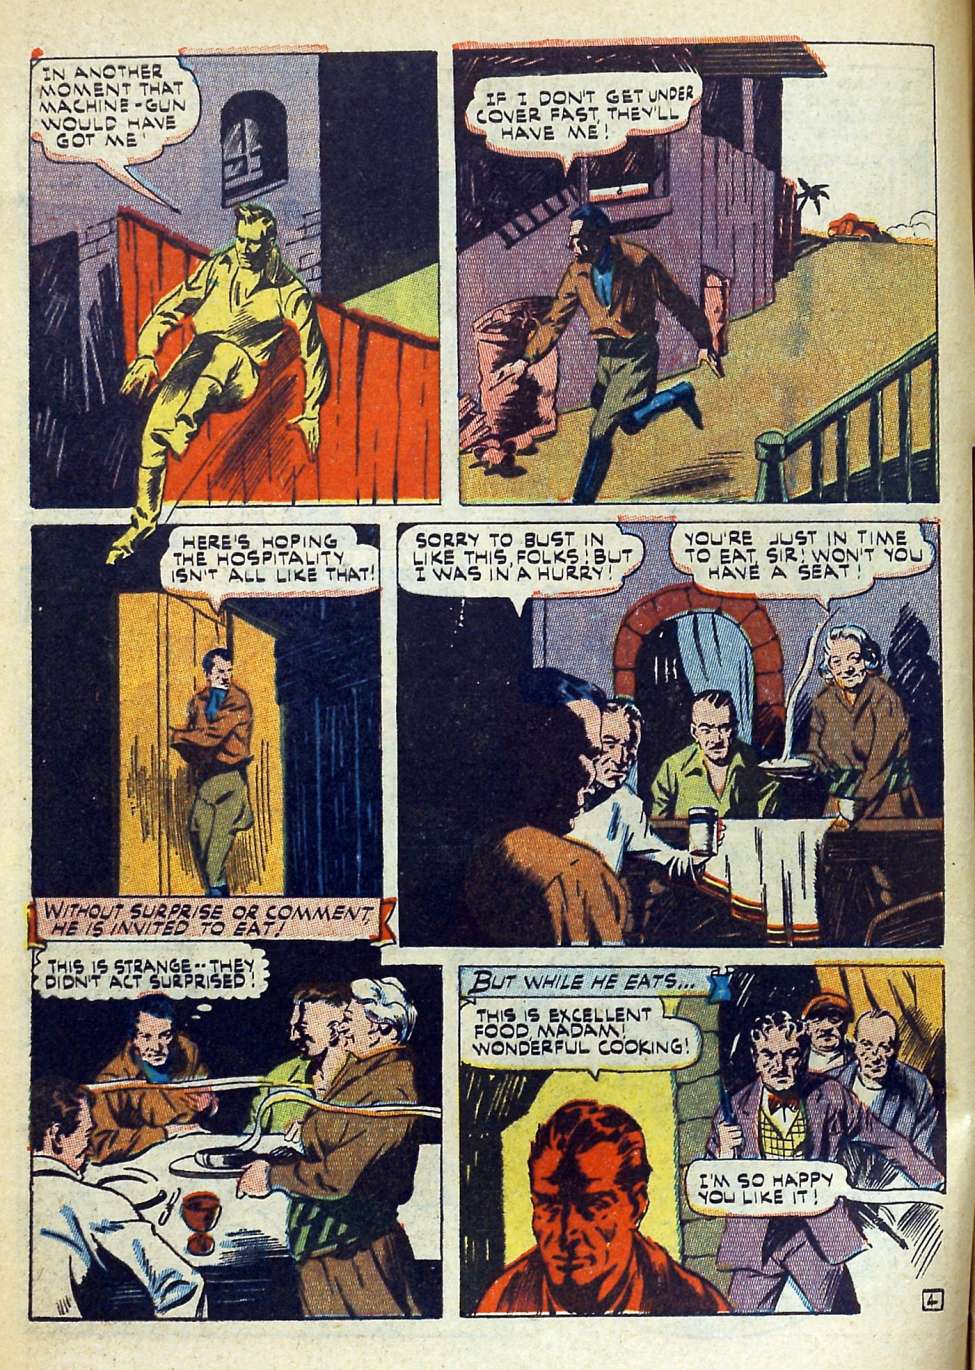 IN ANOTHER
MOMENT THAT
MACHINE-GUN
WOULD HAVE
GOT ME!
IF I DON'T GET UNDER
COVER FAST, THEY'LL
HAVE ME!
HERE'S HOPING
THE HOSPITALITY
ISN'T ALL LIKE THAT!
SORRY TO BUST IN
LIKE THIS, FOLKS! BUT
I WAS IN A HURRY!
YOU'RE JUST IN TIME
TO EAT, SIR! WON'T YOU
HAVE A SEAT!
WITHOUT SURPRISE OR COMMENT,
HE IS INVITED TO EAT!
THIS IS STRANGE--THEY
DIDN'T ACT SURPRISED!
BUT WHILE HE EATS...
THIS IS EXCELLENT
FOOD, MADAM!
WONDERFUL COOKING!
I'M SO HAPPY
YOU LIKE IT!